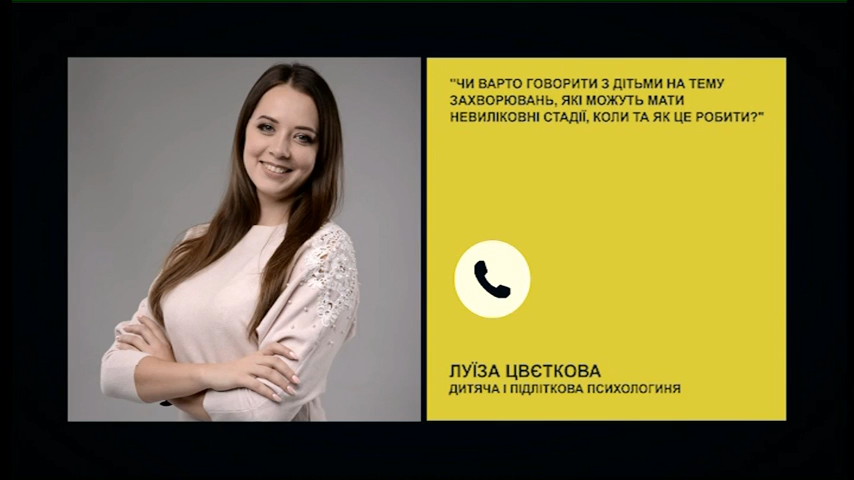 "ЧИ ВАРТО ГОВОРИТИ З ДІТЬМИ НА ТЕМУ
ЗАХВОРЮВАНЬ, ЯКІ МОЖУТЬ МАТИ
НЕВИЛІКОВНІ СТАДІЇ, КОЛИ ТА ЯК ЦЕ РОБИТИ?"
ЛУЇЗА ЦВЄТКОВА
ДИТЯЧА І ПІДЛІТКОВА ПСИХОЛОГИНЯ